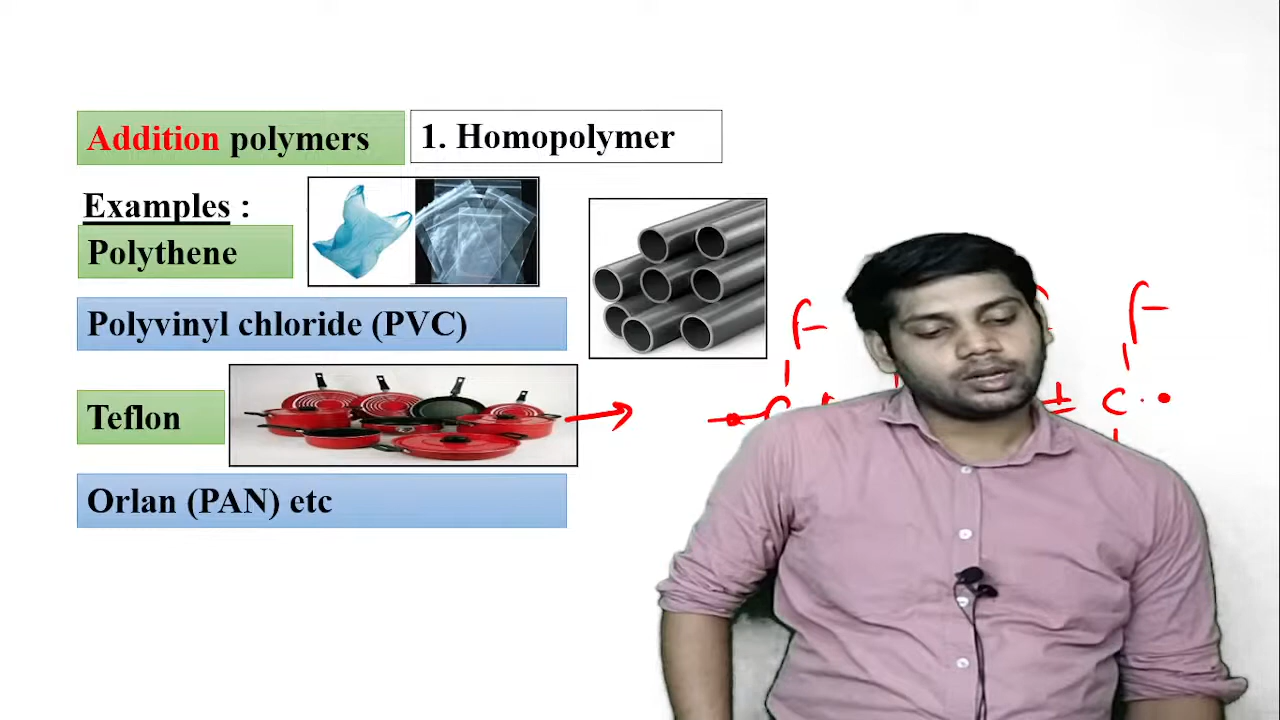 Addition polymers
1. Homopolymer
Examples :
Polythene
Polyvinyl chloride (PVC)
Teflon
Orlan (PAN) etc
F F
C C